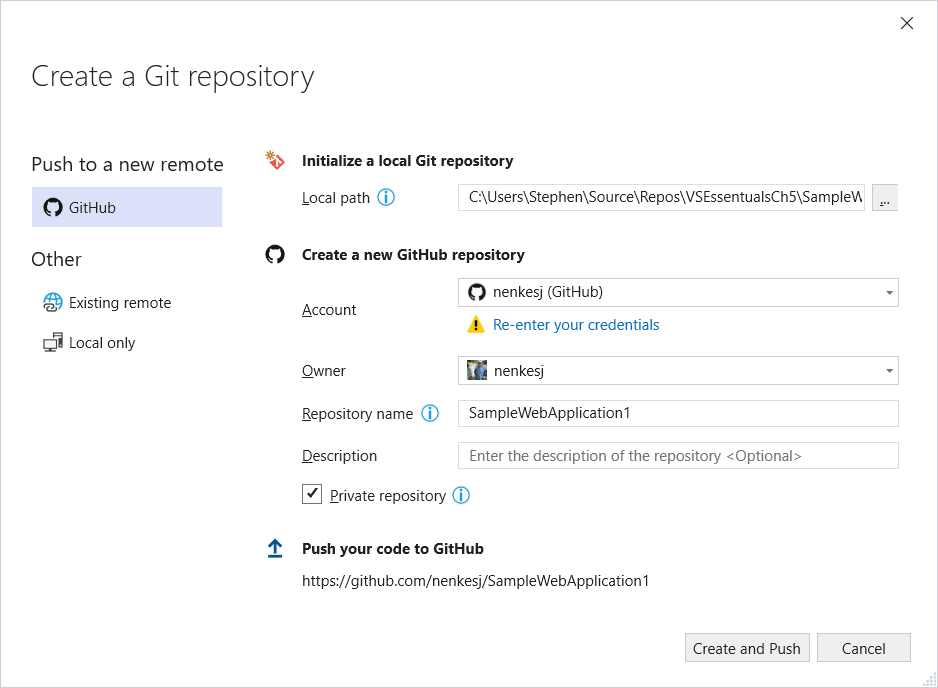 Create a Git repository
Push to a new remote
GitHub
Other
Existing remote
Local only
Initialize a local Git repository
Local path
C:\Users\Stephen\Source\Repos\VSEssentualsCh5\SampleW
...
Create a new GitHub repository
Account
nenkesj (GitHub)
Re-enter your credentials
Owner
nenkesj
Repository name
SampleWebApplication1
Description
Enter the description of the repository <Optional>
Private repository
Push your code to GitHub
https://github.com/nenkesj/SampleWebApplication1
Create and Push
Cancel